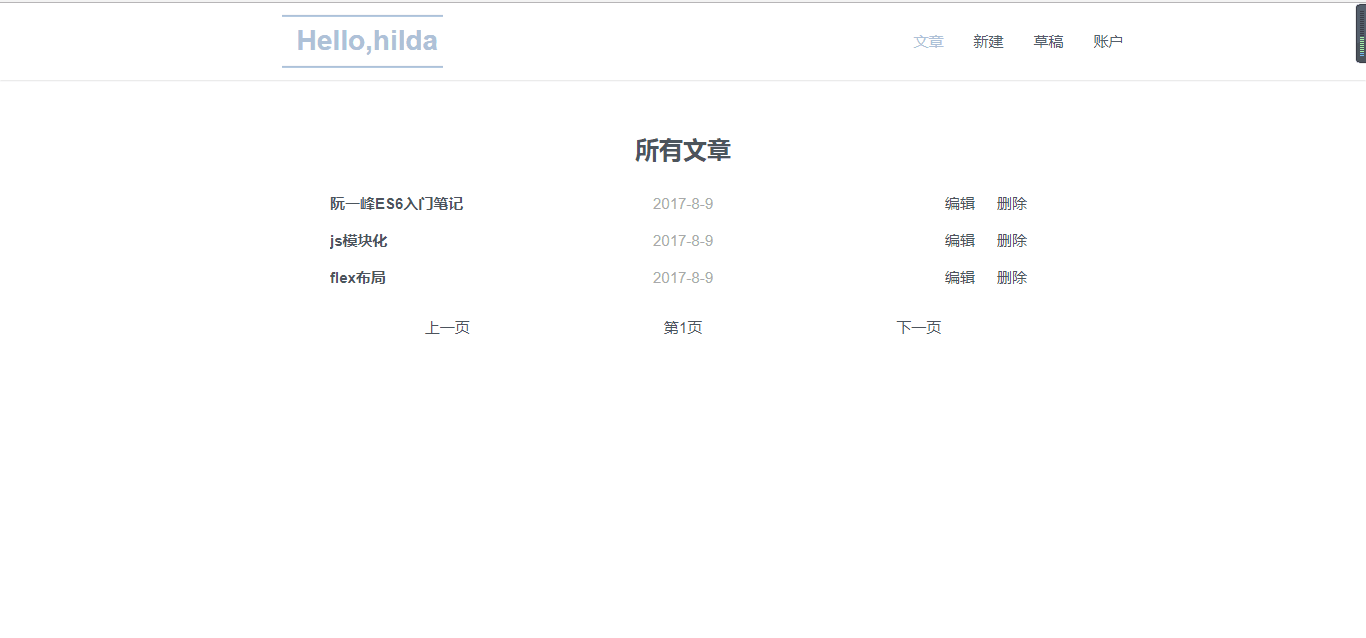 Hello,hilda 文章 新建 草稿 账户
所有文章
阮一峰ES6入门笔记 2017-8-9 编辑 删除
js模块化 2017-8-9 编辑 删除
flex布局 2017-8-9 编辑 删除
上一页 第1页 下一页